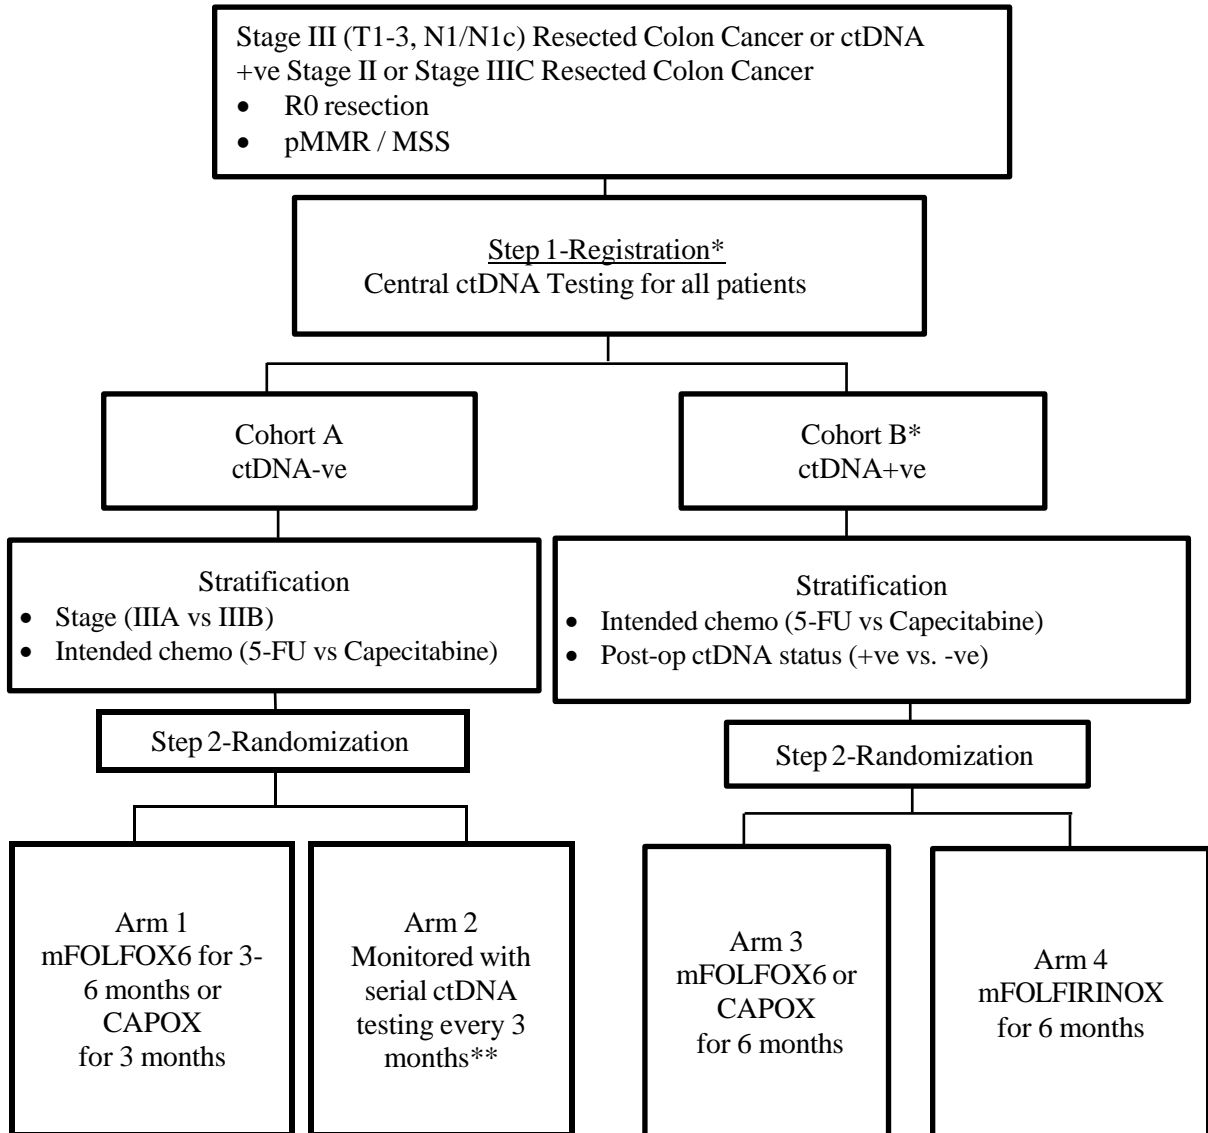 Stage III (T1-3, N1/N1c) Resected Colon Cancer or ctDNA
+ve Stage II or Stage IIIC Resected Colon Cancer
• R0 resection
• pMMR / MSS
Step 1-Registration*
Central ctDNA Testing for all patients
Cohort A
ctDNA-ve
Cohort B*
ctDNA+ve
Stratification
• Stage (IIIA vs IIIB)
• Intended chemo (5-FU vs Capecitabine)
Stratification
• Intended chemo (5-FU vs Capecitabine)
• Post-op ctDNA status (+ve vs. -ve)
Step 2-Randomization
Step 2-Randomization
Arm 1
mFOLFOX6 for 3-
6 months or
CAPOX
for 3 months
Arm 2
Monitored with
serial ctDNA
testing every 3
months**
Arm 3
mFOLFOX6 or
CAPOX
for 6 months
Arm 4
mFOLFIRINOX
for 6 months